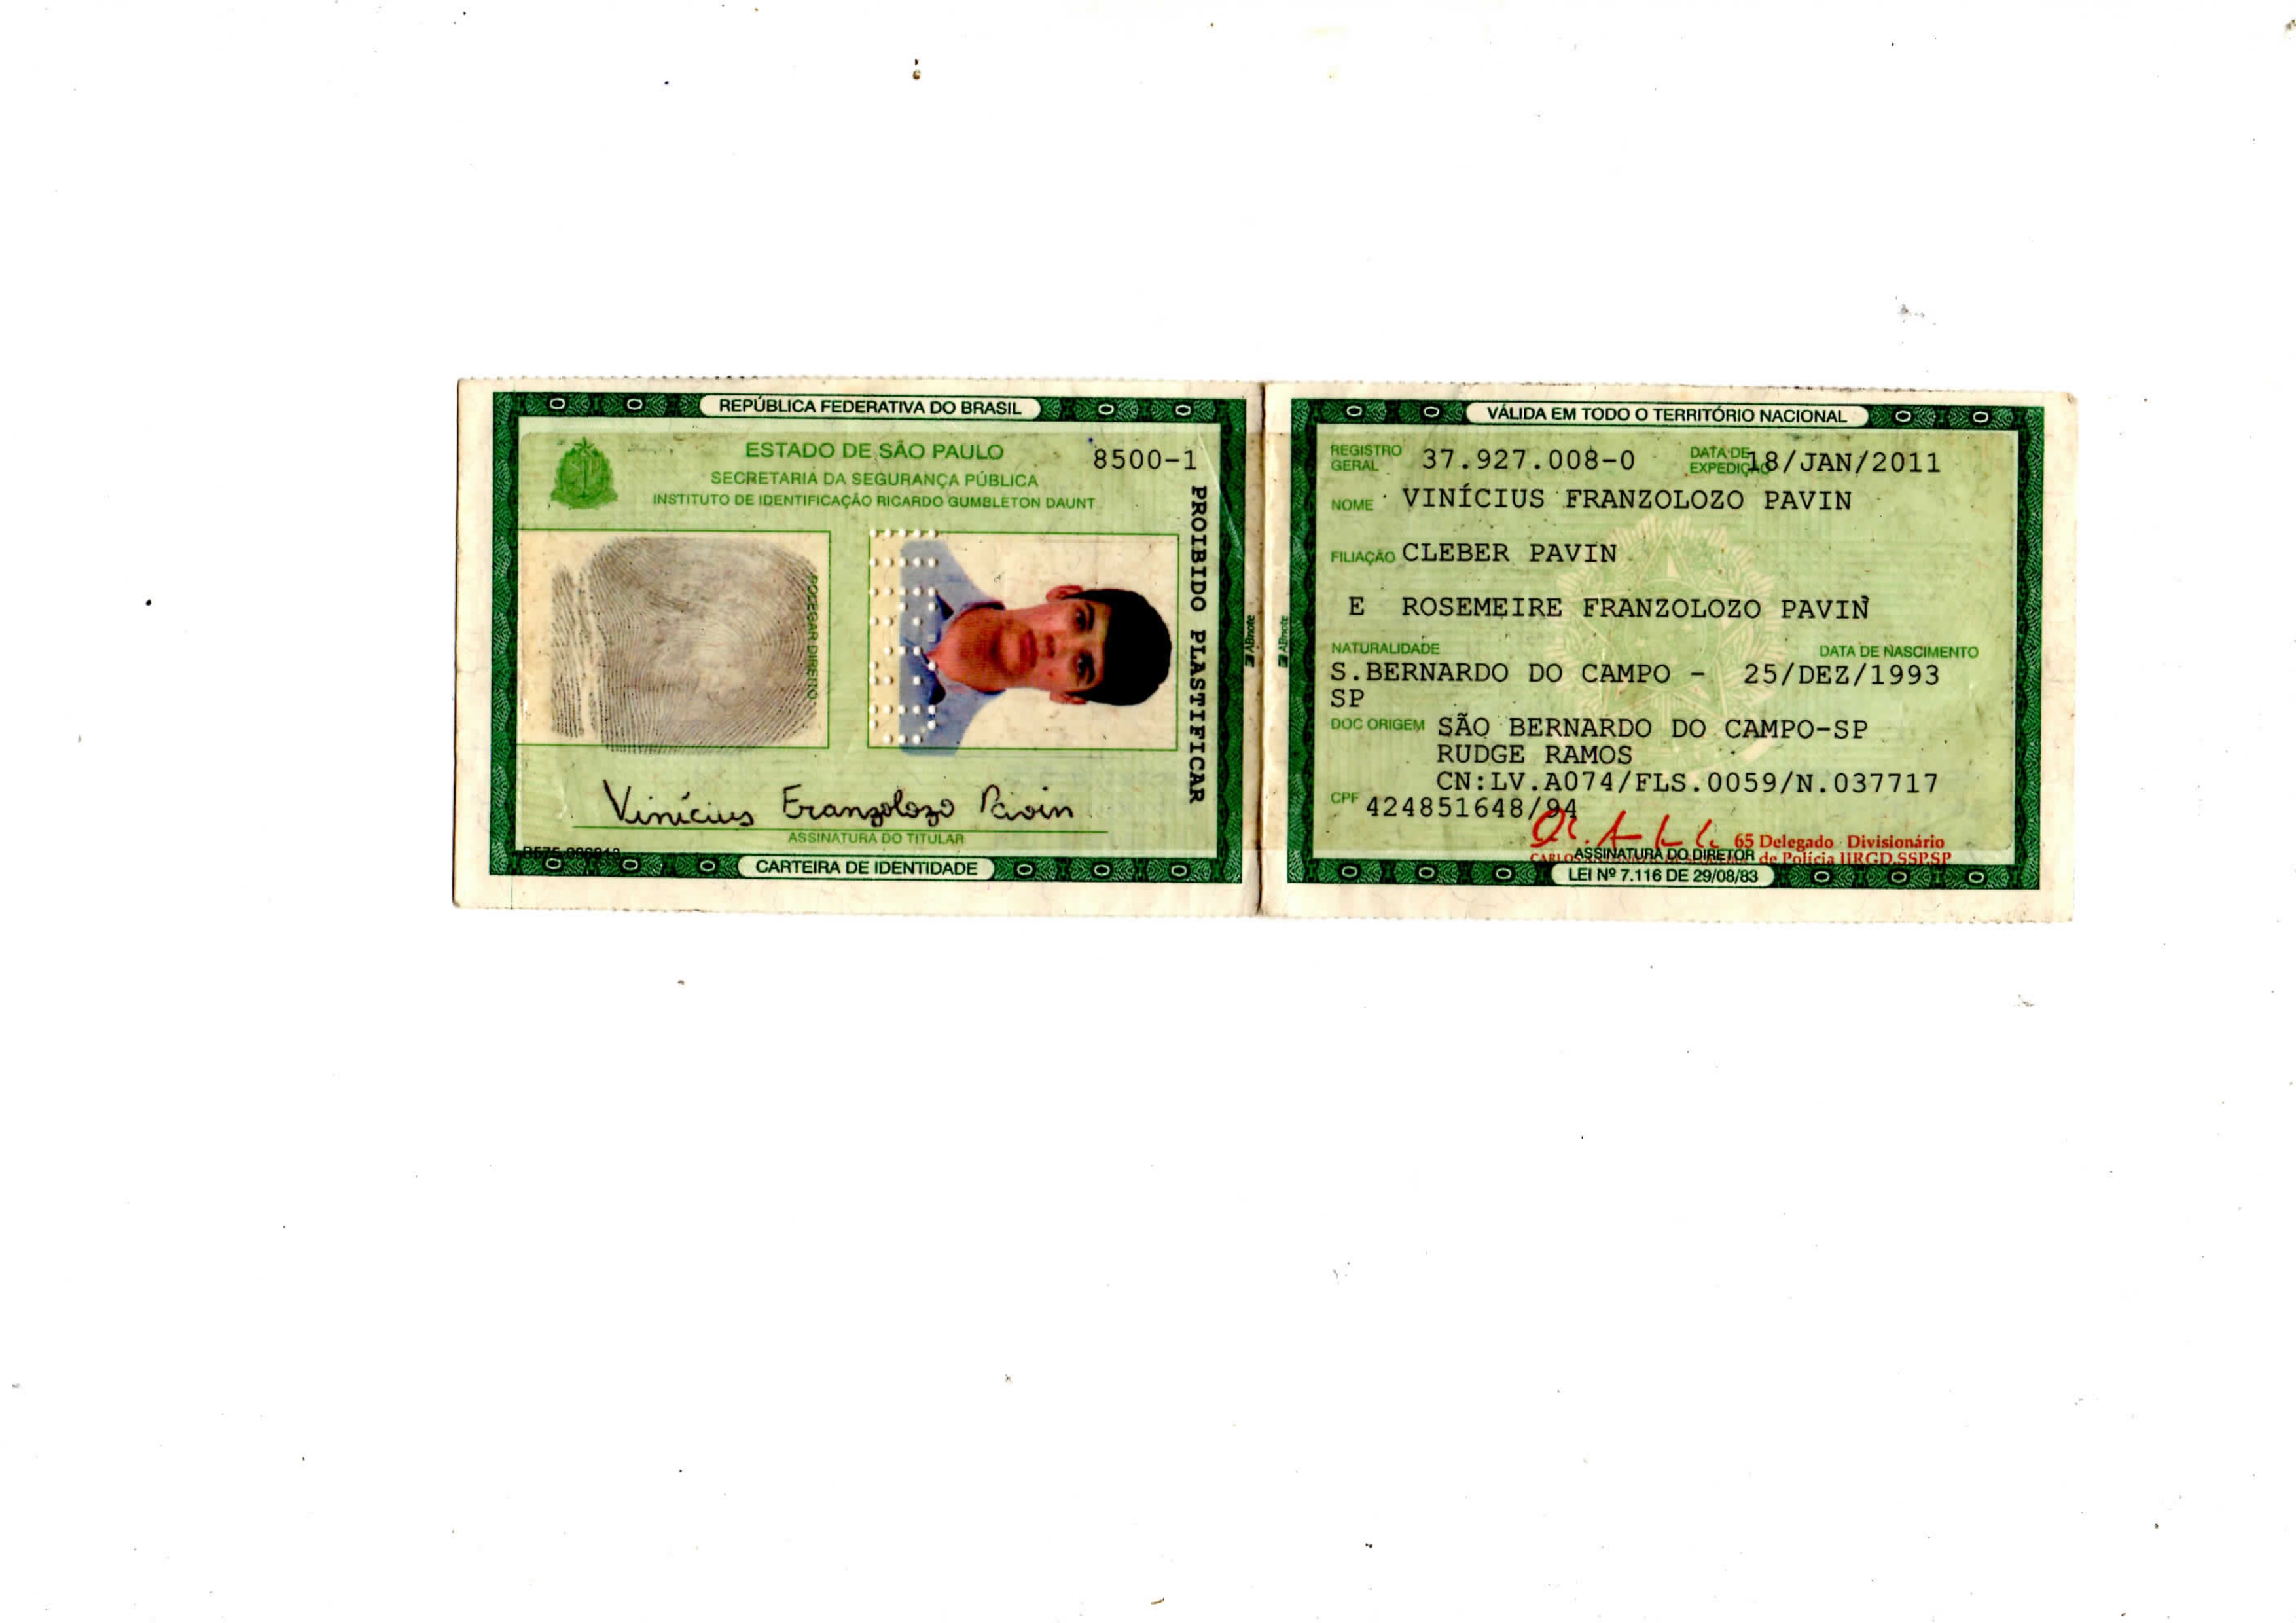 REPÚBLICA FEDERATIVA DO BRASIL
ESTADO DE SÃO PAULO
8500-1
SECRETARIA DA SEGURANÇA PÚBLICA
INSTITUTO DE IDENTIFICAÇÃO RICARDO GUMBLETON DAUNT
POLEGAR DIREITO
PROIBIDO PLASTIFICAR
ABnote
Vinícius Franzolozo Pavin
ASSINATURA DO TITULAR
CARTEIRA DE IDENTIDADE
VÁLIDA EM TODO O TERRITÓRIO NACIONAL
ABnote
REGISTRO GERAL 37.927.008-0 DATA DE EXPEDIÇÃO 18/JAN/2011
NOME VINÍCIUS FRANZOLOZO PAVIN
FILIAÇÃO CLEBER PAVIN
E ROSEMEIRE FRANZOLOZO PAVIN
NATURALIDADE DATA DE NASCIMENTO
S.BERNARDO DO CAMPO - 25/DEZ/1993
SP
DOC ORIGEM SÃO BERNARDO DO CAMPO-SP
RUDGE RAMOS
CN:LV.A074/FLS.0059/N.037717
CPF 424851648/94
65 Delegado Divisionário
CARLOS
ASSINATURA DO DIRETOR de Polícia IIRGD.SSP.SP
LEI Nº 7.116 DE 29/08/83